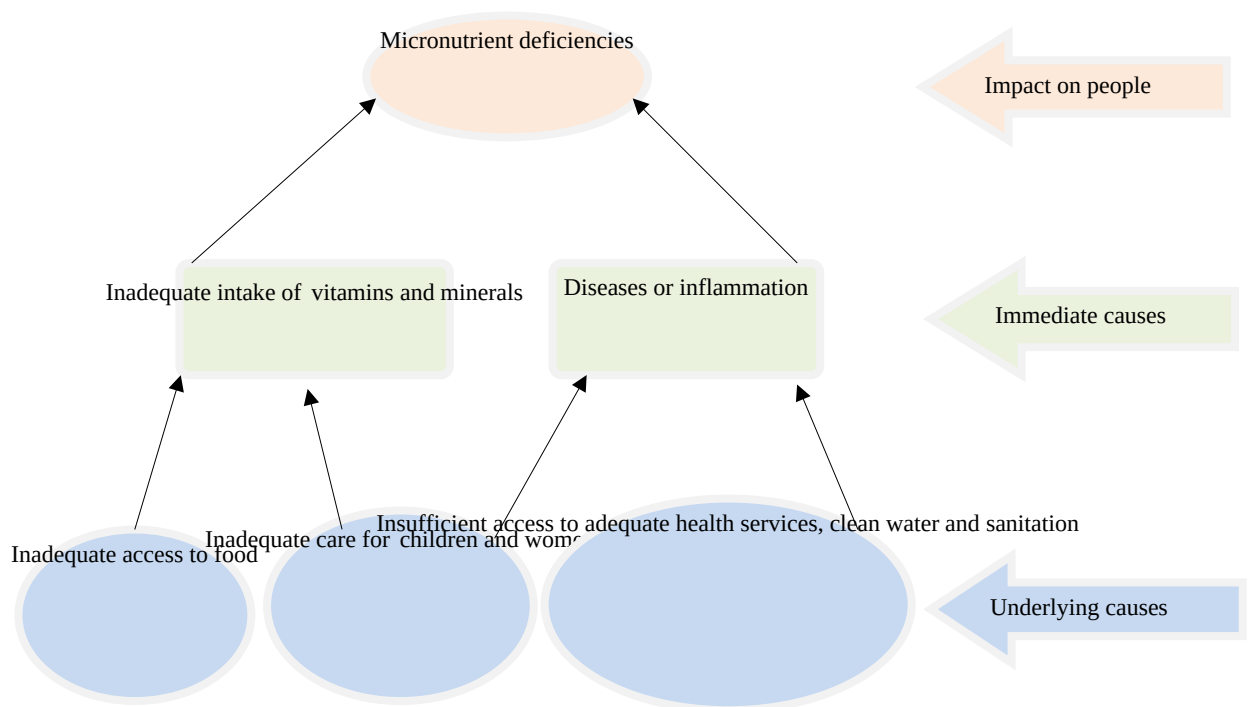 Micronutrient deficiencies
Impact on people
Inadequate intake of vitamins and minerals
Diseases or inflammation
Immediate causes
Inadequate access to food
Inadequate care for children and
Insufficient access to adequate health services, clean water and sanitation
Underlying causes